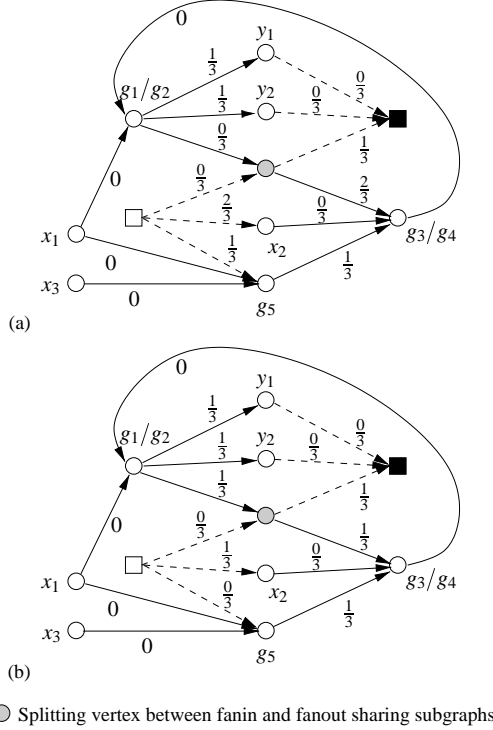 0
y1
1/3
0/3
g1/g2
1/3
y2
0/3
0/3
1/3
0
0/3
2/3
2/3
0/3
x1
x2
g3/g4
0
1/3
1/3
x3
0
g5
(a)
0
y1
1/3
0/3
g1/g2
1/3
y2
0/3
1/3
1/3
0
0/3
1/3
1/3
0/3
x1
x2
g3/g4
0
0/3
1/3
x3
0
g5
(b)
Splitting vertex between fanin and fanout sharing subgraphs